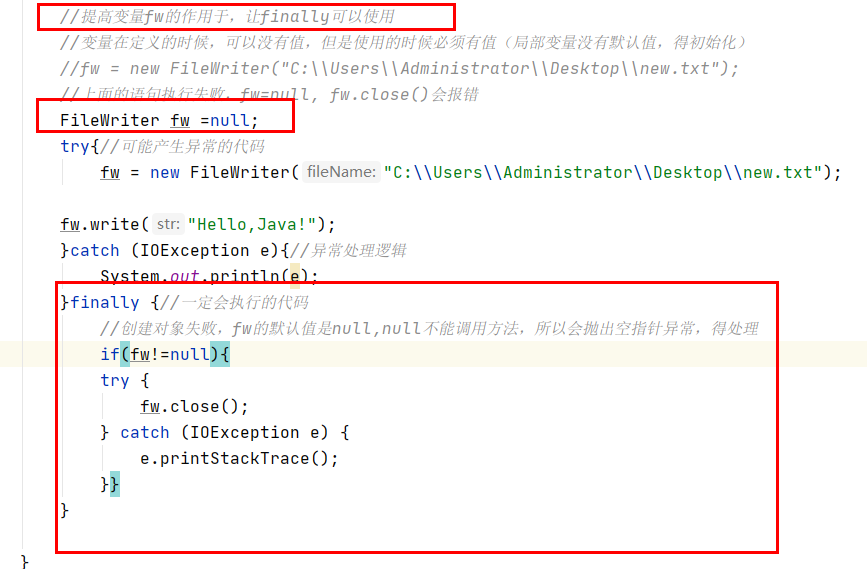 //提高变量fw的作用于，让finally可以使用
//变量在定义的时候，可以没有值，但是使用的时候必须有值（局部变量没有默认值，得初始化）
//fw = new FileWriter("C:\\Users\\Administrator\\Desktop\\new.txt");
//上面的语句执行失败，fw=null, fw.close()会报错
FileWriter fw =null;
try{//可能产生异常的代码
fw = new FileWriter( fileName: "C:\\Users\\Administrator\\Desktop\\new.txt");
fw.write( str: "Hello,Java!");
}catch (IOException e){//异常处理逻辑
System.out.println(e);
}finally {//一定会执行的代码
//创建对象失败，fw的默认值是null,null不能调用方法，所以会抛出空指针异常，得处理
if(fw!=null){
try {
fw.close();
} catch (IOException e) {
e.printStackTrace();
}}
}
}